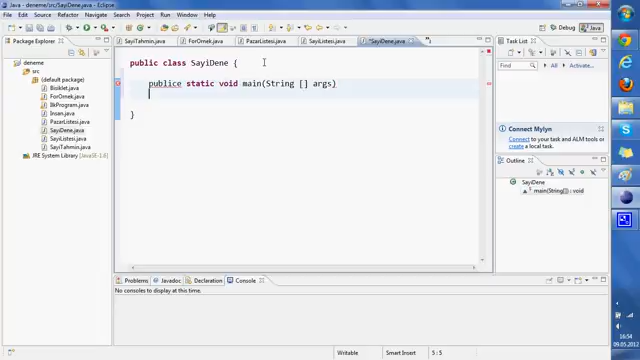 Java - deneme/src/SayiDene.java - Eclipse
File Edit Source Refactor Navigate Search Project Run Window Help
Debug Java
Package Explorer
deneme
src
(default package)
Bisiklet.java
ForOrnek.java
IlkProgram.java
Insan.java
PazarListesi.java
SayiDene.java
SayiListesi.java
SayiTahmin.java
JRE System Library [JavaSE-1.6]
SayiTahmin.java ForOrnek.java PazarListesi.java SayiListesi.java *SayiDene.java
public class SayiDene {
publice static void main(String [] args)
}
Task List
Find All
Connect Mylyn
Connect to your task and ALM tools or
create a local task.
Outline
SayiDene
main(String[]) : void
Problems Javadoc Declaration Console
No consoles to display at this time.
Writable Smart Insert 5 : 5
16:54
09.05.2012